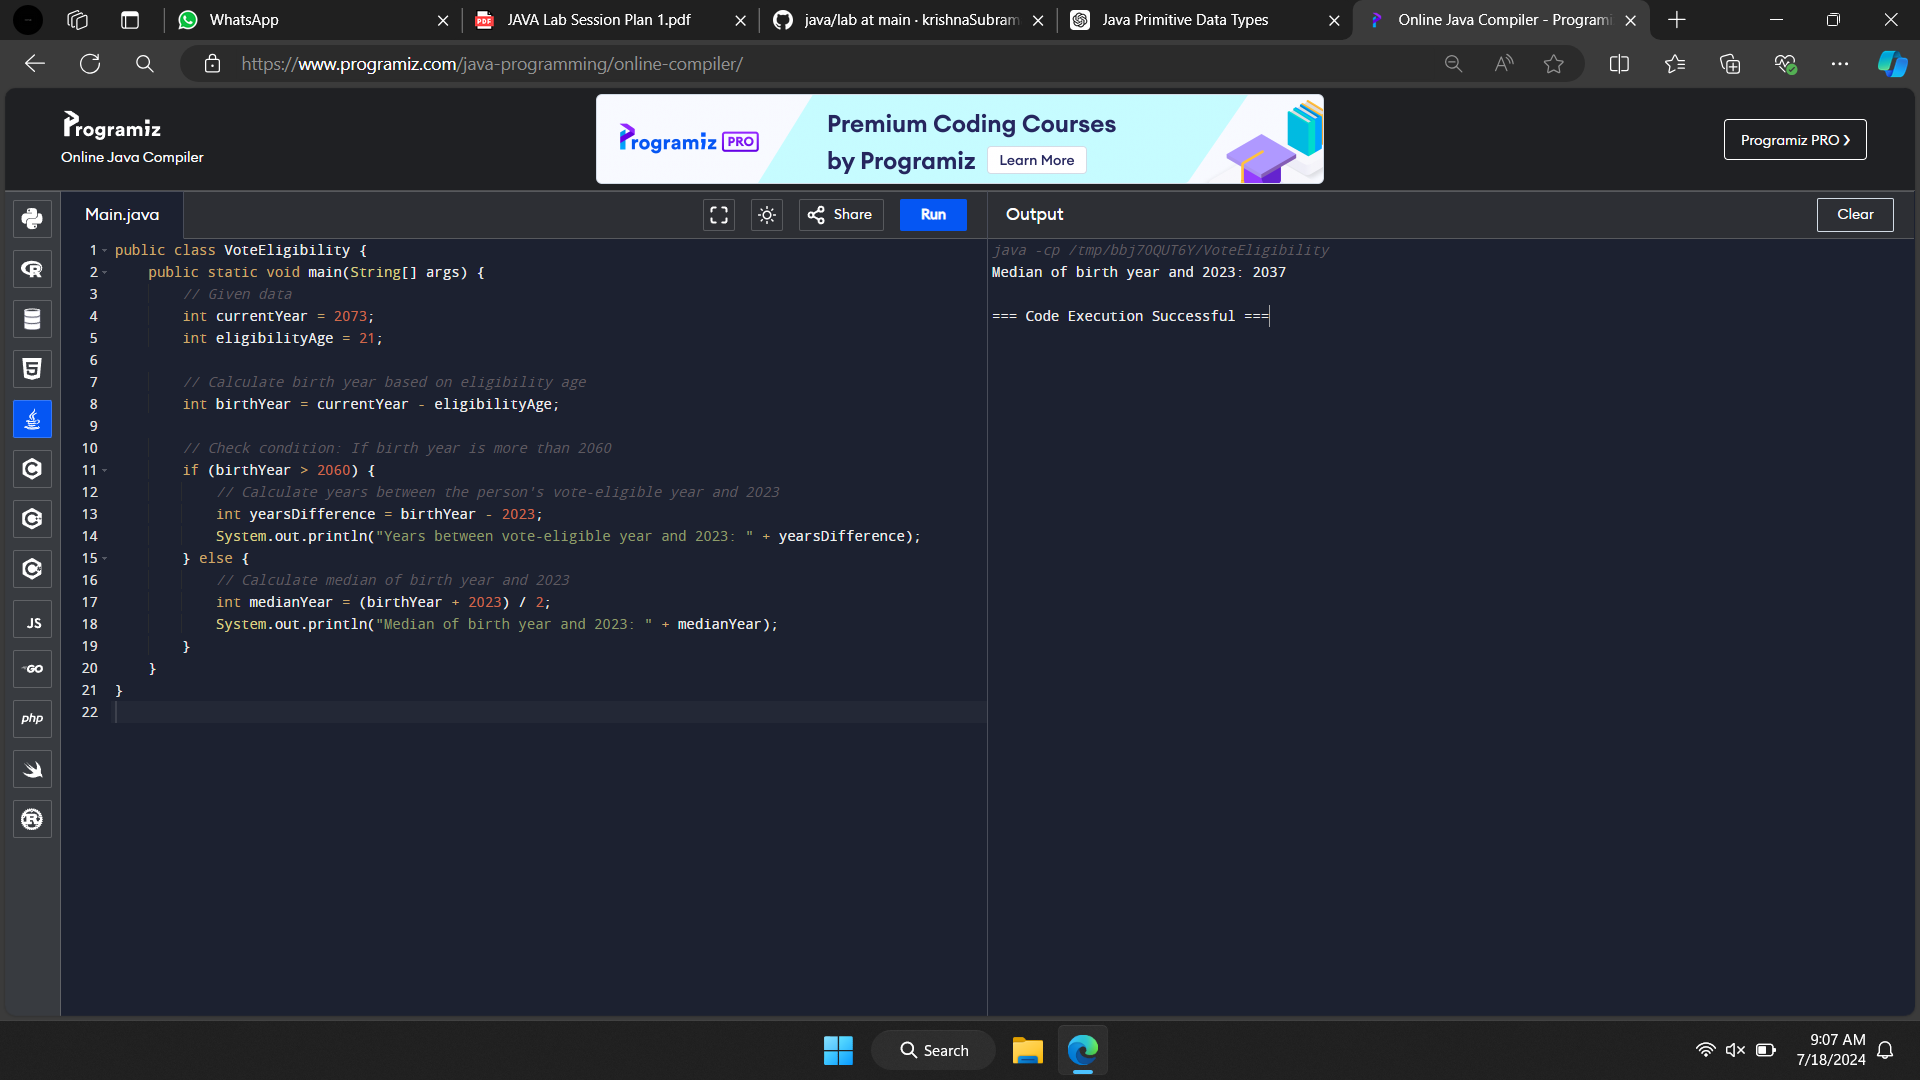 WhatsApp
JAVA Lab Session Plan 1.pdf
java/lab at main · krishnaSubram
Java Primitive Data Types
Online Java Compiler - Programi
https://www.programiz.com/java-programming/online-compiler/
Programiz
Online Java Compiler
Programiz PRO
Premium Coding Courses
by Programiz
Learn More
Programiz PRO ❯
Main.java
Share
Run
Output
Clear
1 public class VoteEligibility {
2     public static void main(String[] args) {
3         // Given data
4         int currentYear = 2073;
5         int eligibilityAge = 21;
6
7         // Calculate birth year based on eligibility age
8         int birthYear = currentYear - eligibilityAge;
9
10         // Check condition: If birth year is more than 2060
11         if (birthYear > 2060) {
12             // Calculate years between the person's vote-eligible year and 2023
13             int yearsDifference = birthYear - 2023;
14             System.out.println("Years between vote-eligible year and 2023: " + yearsDifference);
15         } else {
16             // Calculate median of birth year and 2023
17             int medianYear = (birthYear + 2023) / 2;
18             System.out.println("Median of birth year and 2023: " + medianYear);
19         }
20     }
21 }
22
java -cp /tmp/bbj7OQUT6Y/VoteEligibility
Median of birth year and 2023: 2037
=== Code Execution Successful ===
JS
GO
php
Search
9:07 AM
7/18/2024